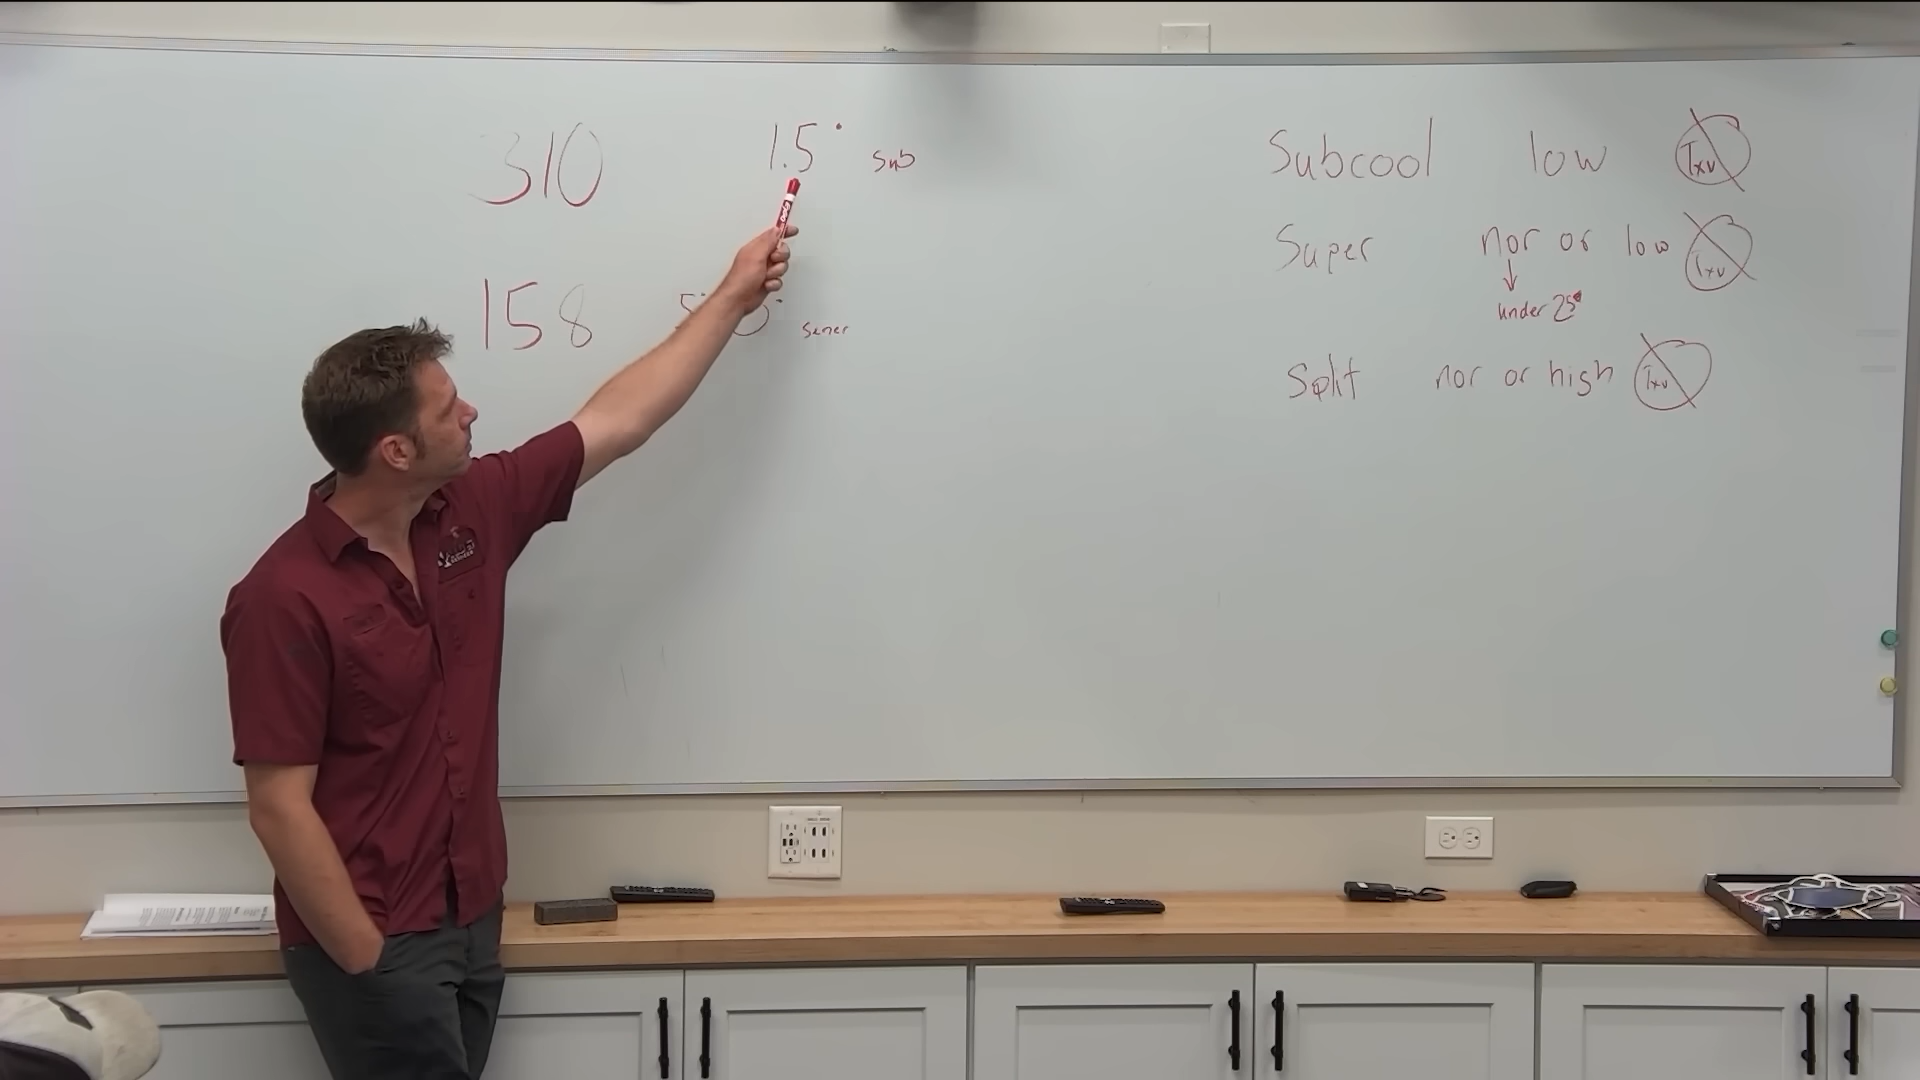 310 1.5° sub
158
Subcool low Txv
Super nor or low Txv
under 25°
Split nor or high Txv